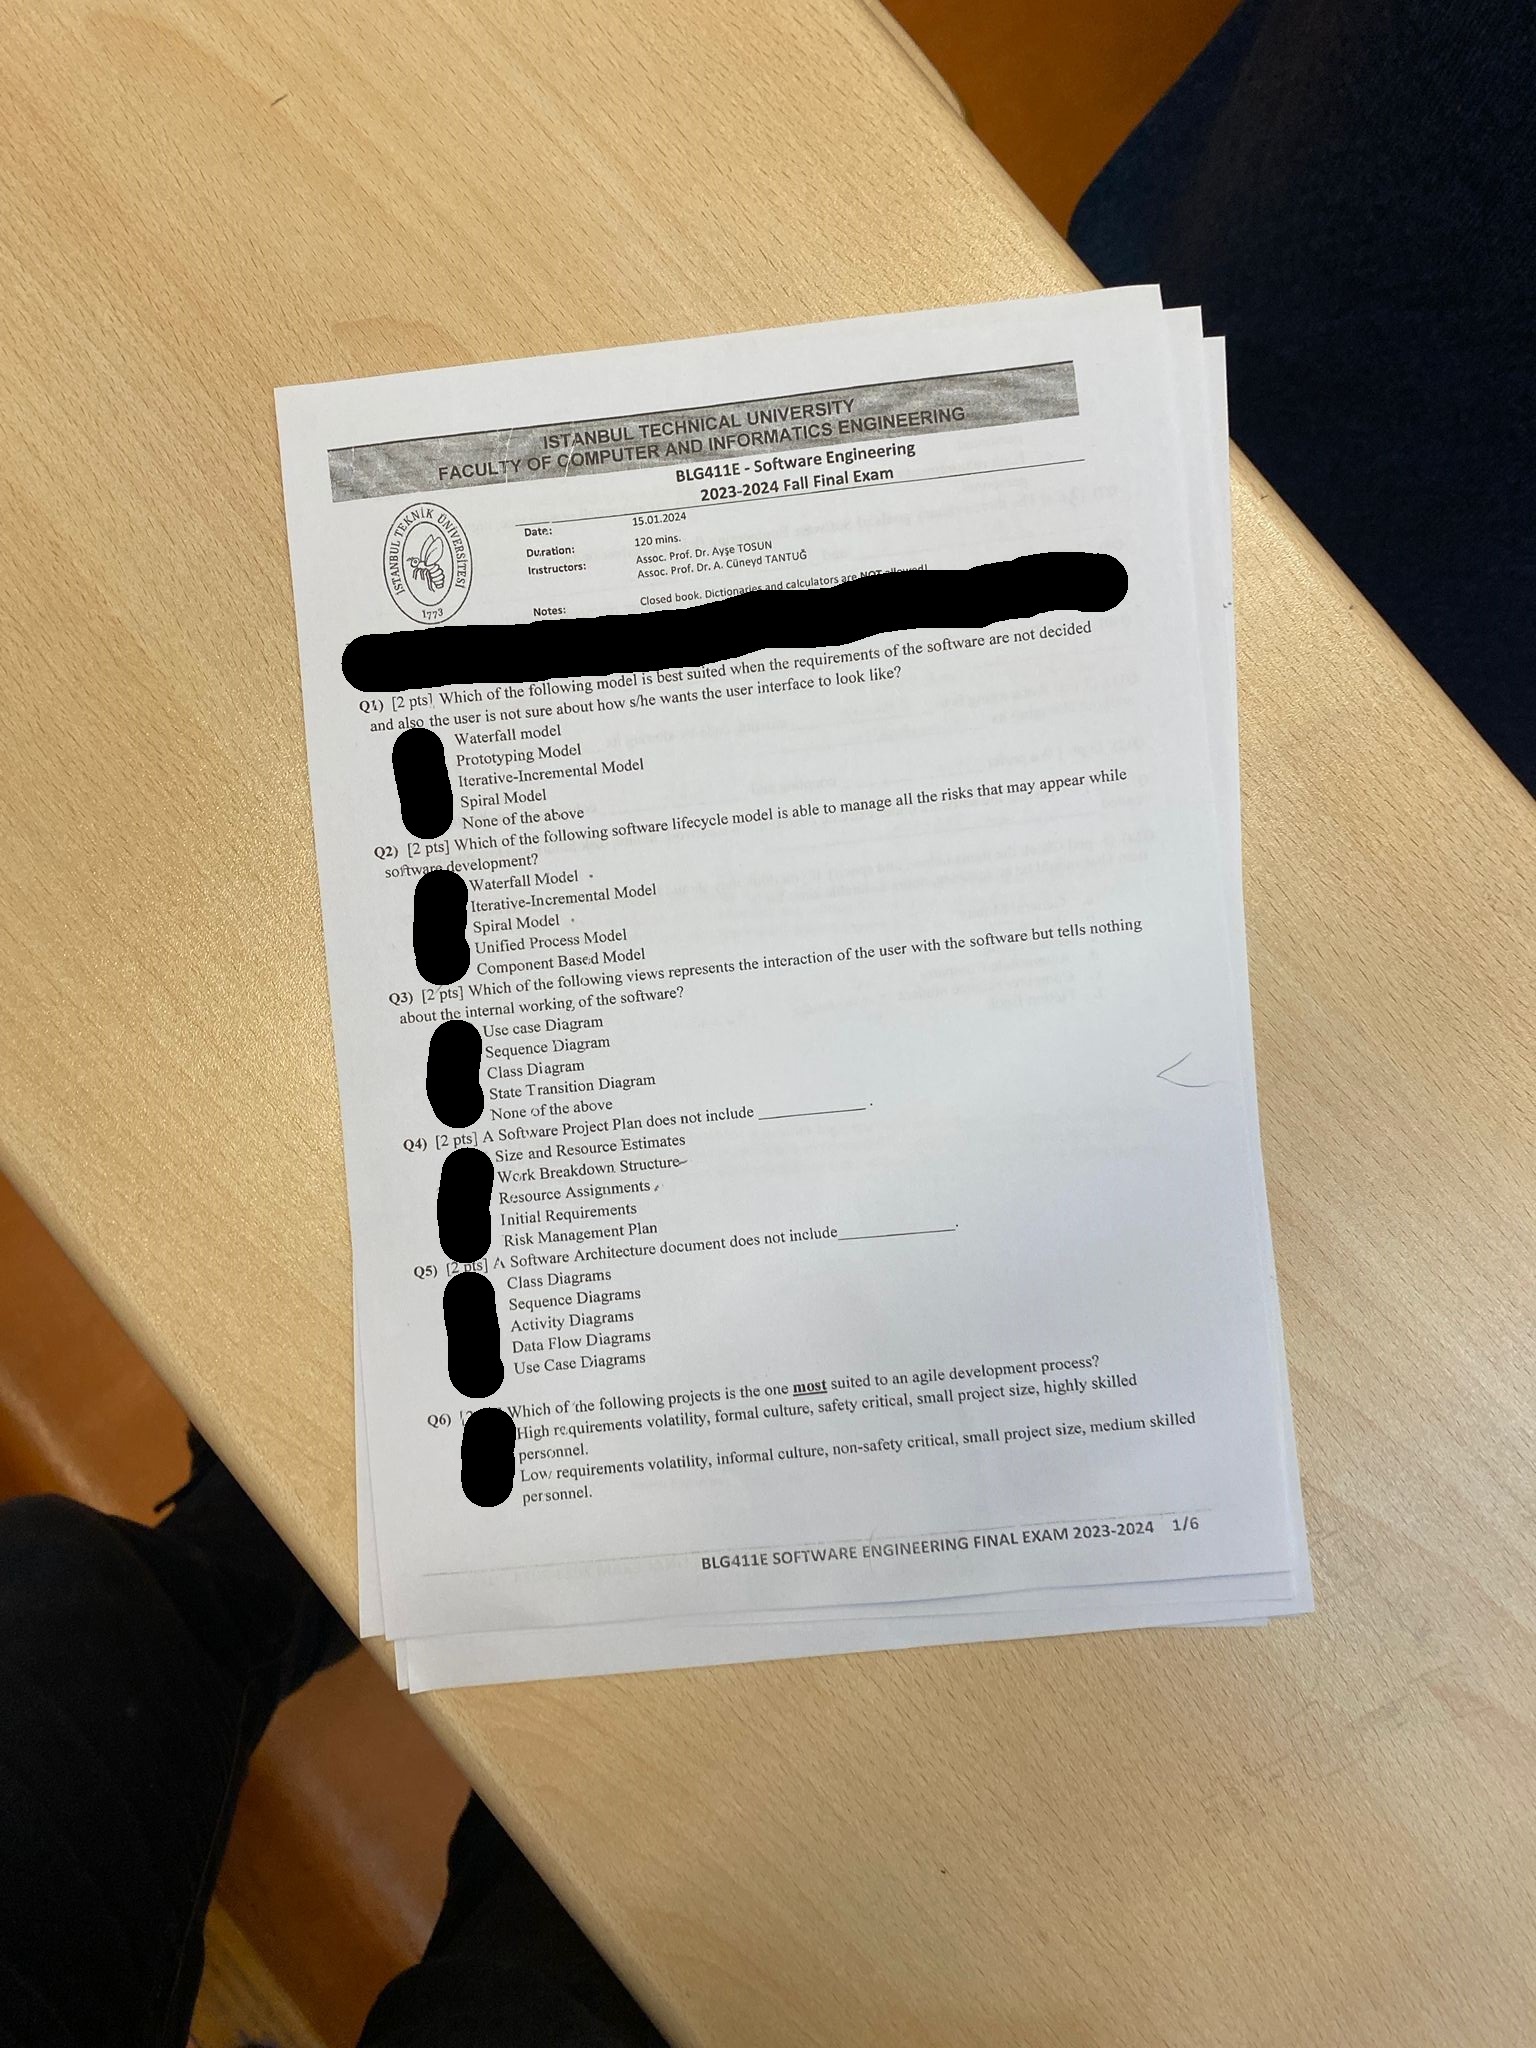 ISTANBUL TECHNICAL UNIVERSITY
FACULTY OF COMPUTER AND INFORMATICS ENGINEERING
BLG411E - Software Engineering
2023-2024 Fall Final Exam
İSTANBUL TEKNİK ÜNİVERSİTESİ
1773
Date: 15.01.2024
Duration: 120 mins.
Instructors: Assoc. Prof. Dr. Ayşe TOSUN
Assoc. Prof. Dr. A. Cüneyd TANTUĞ
Notes: Closed book. Dictionaries and calculators are NOT allowed!
Q1) [2 pts] Which of the following model is best suited when the requirements of the software are not decided
and also the user is not sure about how s/he wants the user interface to look like?
Waterfall model
Prototyping Model
Iterative-Incremental Model
Spiral Model
None of the above
Q2) [2 pts] Which of the following software lifecycle model is able to manage all the risks that may appear while
software development?
Waterfall Model
Iterative-Incremental Model
Spiral Model
Unified Process Model
Component Based Model
Q3) [2 pts] Which of the following views represents the interaction of the user with the software but tells nothing
about the internal working of the software?
Use case Diagram
Sequence Diagram
Class Diagram
State Transition Diagram
None of the above
Q4) [2 pts] A Software Project Plan does not include __________.
Size and Resource Estimates
Work Breakdown Structure
Resource Assignments
Initial Requirements
Risk Management Plan
Q5) [2 pts] A Software Architecture document does not include__________.
Class Diagrams
Sequence Diagrams
Activity Diagrams
Data Flow Diagrams
Use Case Diagrams
Q6) Which of the following projects is the one most suited to an agile development process?
High requirements volatility, formal culture, safety critical, small project size, highly skilled
personnel.
Low requirements volatility, informal culture, non-safety critical, small project size, medium skilled
personnel.
BLG411E SOFTWARE ENGINEERING FINAL EXAM 2023-2024 1/6